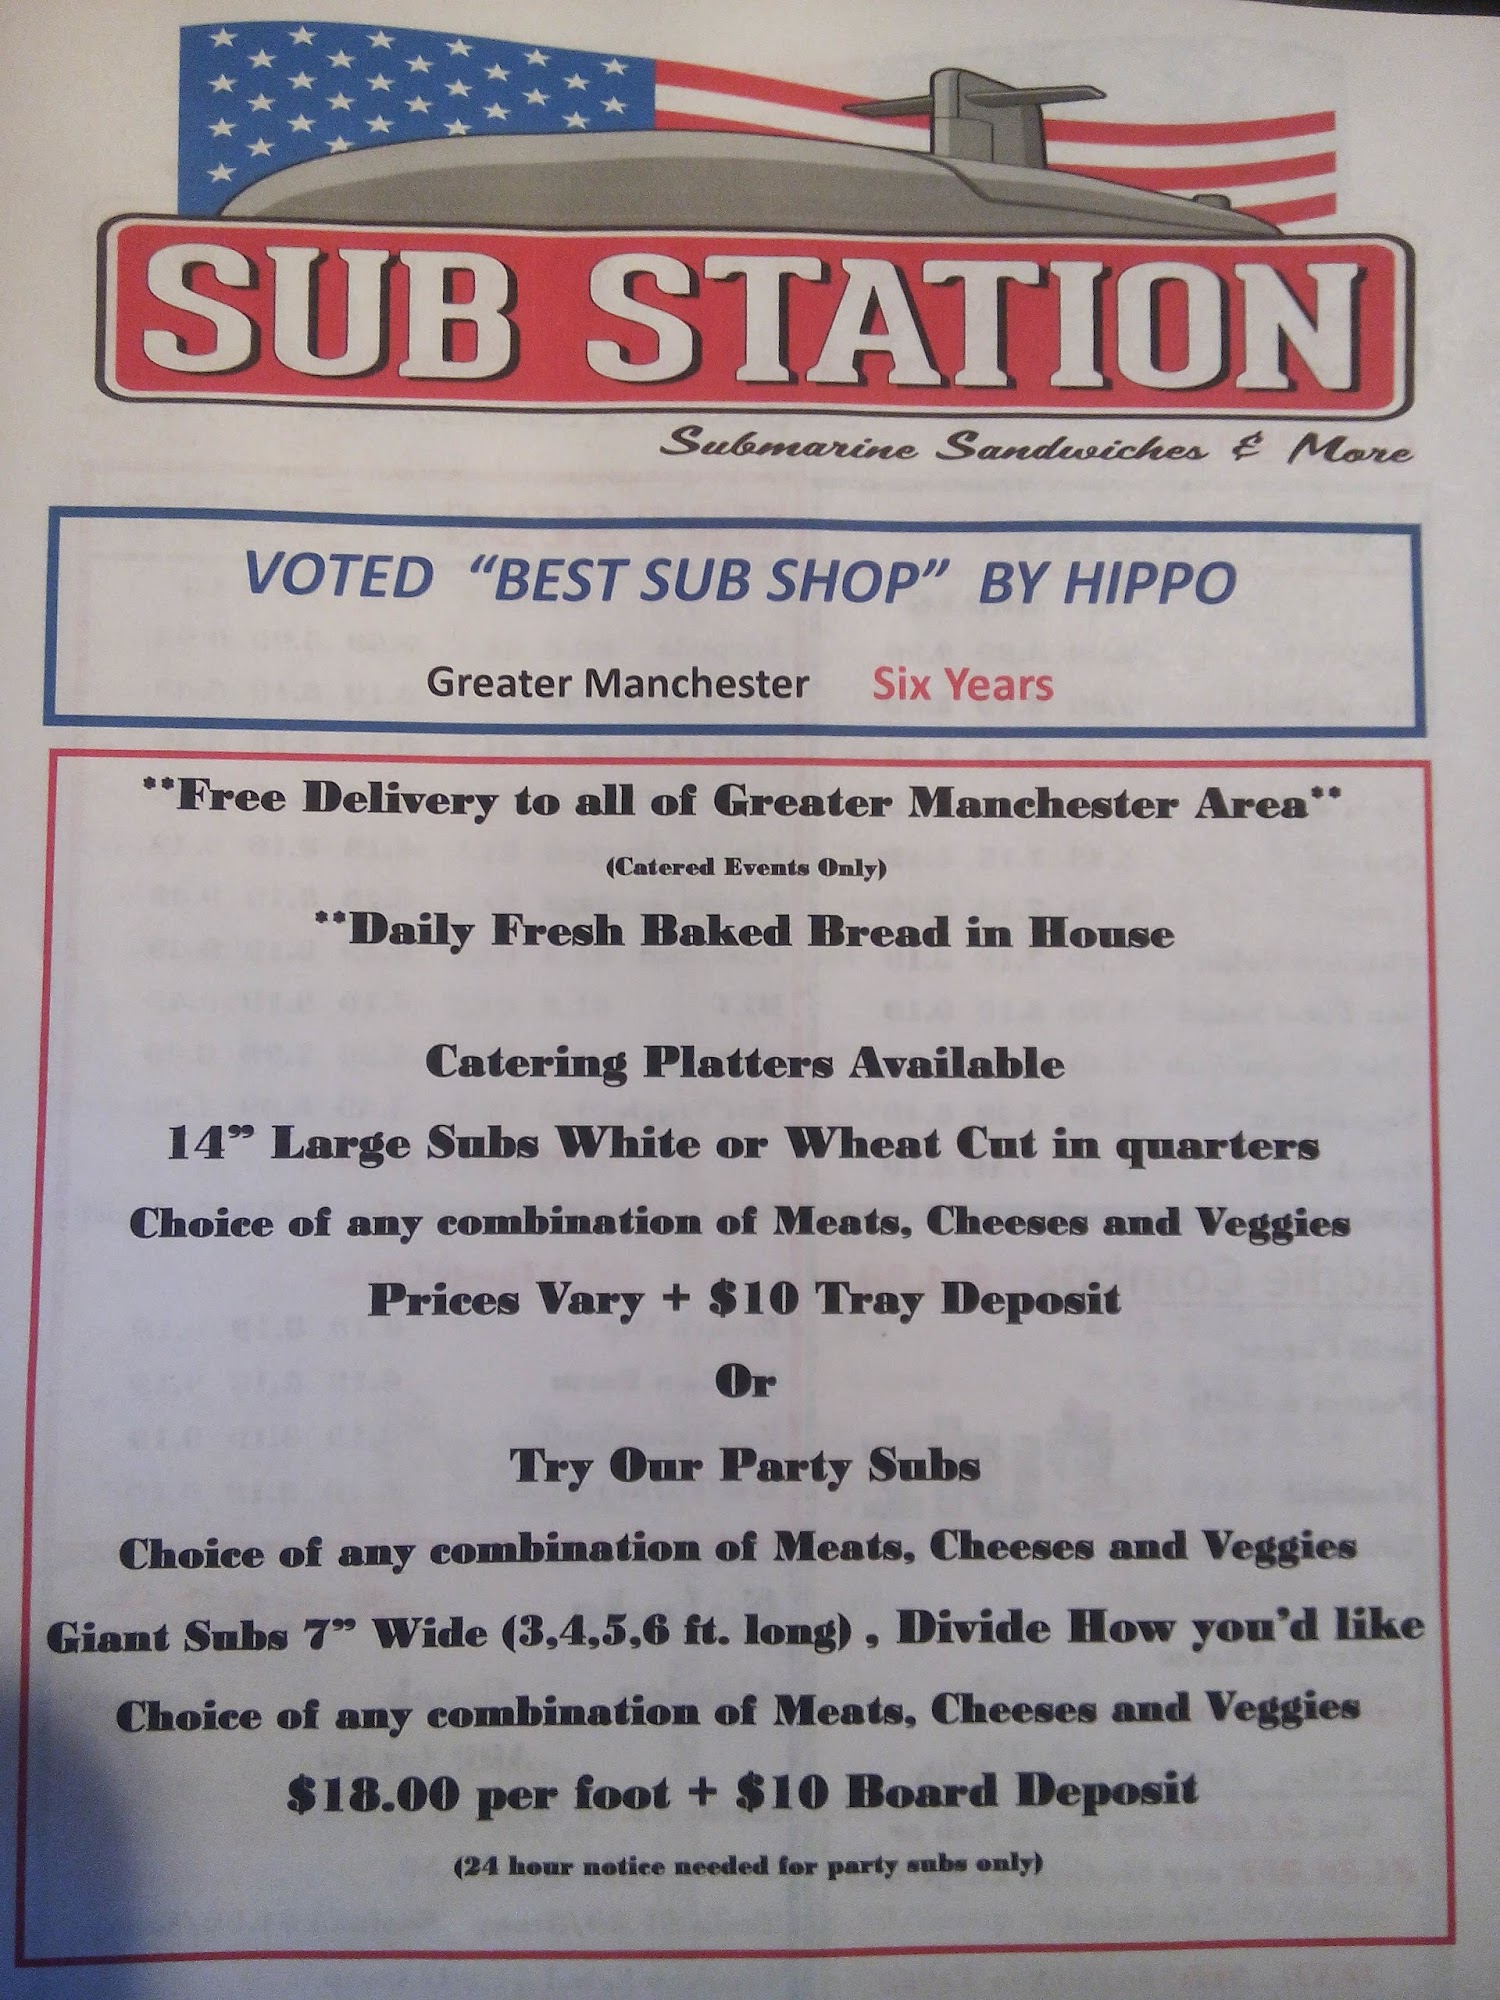 SUB STATION
Submarine Sandwiches & More
VOTED "BEST SUB SHOP" BY HIPPO
Greater Manchester Six Years
**Free Delivery to all of Greater Manchester Area**
(Catered Events Only)
**Daily Fresh Baked Bread in House
Catering Platters Available
14” Large Subs White or Wheat Cut in quarters
Choice of any combination of Meats, Cheeses and Veggies
Prices Vary + $10 Tray Deposit
Or
Try Our Party Subs
Choice of any combination of Meats, Cheeses and Veggies
Giant Subs 7” Wide (3,4,5,6 ft. long) , Divide How you’d like
Choice of any combination of Meats, Cheeses and Veggies
$18.00 per foot + $10 Board Deposit
(24 hour notice needed for party subs only)